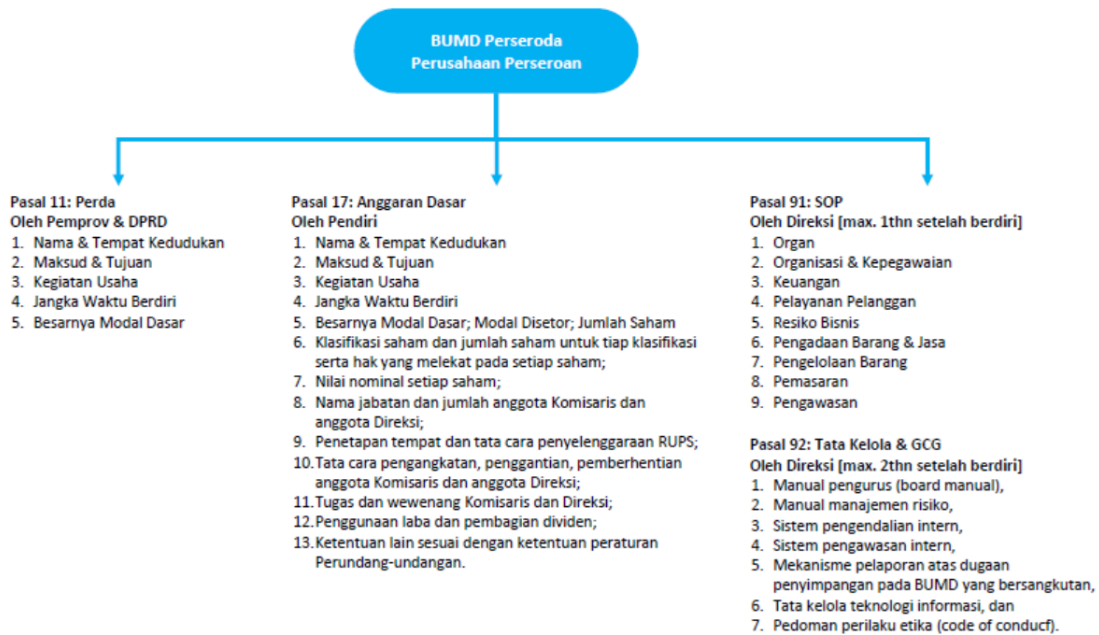 BUMD Perseroda
Perusahaan Perseroan
Pasal 11: Perda
Oleh Pemprov & DPRD
1. Nama & Tempat Kedudukan
2. Maksud & Tujuan
3. Kegiatan Usaha
4. Jangka Waktu Berdiri
5. Besarnya Modal Dasar
Pasal 17: Anggaran Dasar
Oleh Pendiri
1. Nama & Tempat Kedudukan
2. Maksud & Tujuan
3. Kegiatan Usaha
4. Jangka Waktu Berdiri
5. Besarnya Modal Dasar; Modal Disetor; Jumlah Saham
6. Klasifikasi saham dan jumlah saham untuk tiap klasifikasi
serta hak yang melekat pada setiap saham;
7. Nilai nominal setiap saham;
8. Nama jabatan dan jumlah anggota Komisaris dan
anggota Direksi;
9. Penetapan tempat dan tata cara penyelenggaraan RUPS;
10.Tata cara pengangkatan, penggantian, pemberhentian
anggota Komisaris dan anggota Direksi;
11.Tugas dan wewenang Komisaris dan Direksi;
12.Penggunaan laba dan pembagian dividen;
13.Ketentuan lain sesuai dengan ketentuan peraturan
Perundang-undangan.
Pasal 91: SOP
Oleh Direksi [max. 1thn setelah berdiri]
1. Organ
2. Organisasi & Kepegawaian
3. Keuangan
4. Pelayanan Pelanggan
5. Resiko Bisnis
6. Pengadaan Barang & Jasa
7. Pengelolaan Barang
8. Pemasaran
9. Pengawasan
Pasal 92: Tata Kelola & GCG
Oleh Direksi [max. 2thn setelah berdiri]
1. Manual pengurus (board manual),
2. Manual manajemen risiko,
3. Sistem pengendalian intern,
4. Sistem pengawasan intern,
5. Mekanisme pelaporan atas dugaan
penyimpangan pada BUMD yang bersangkutan,
6. Tata kelola teknologi informasi, dan
7. Pedoman perilaku etika (code of conducf).